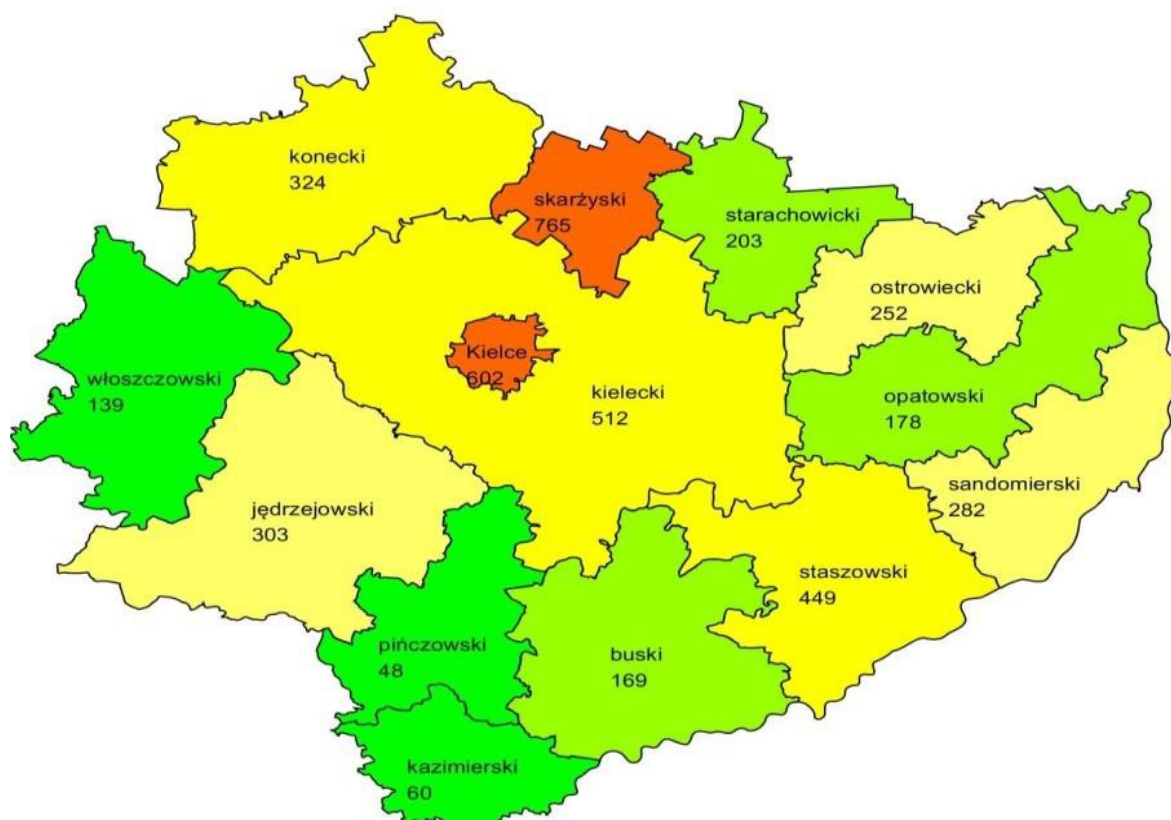 konecki
324
skarżyski
765
starachowicki
203
ostrowiecki
252
Kielce
602
włoszczowski
139
kielecki
512
opatowski
178
sandomierski
282
jędrzejowski
303
staszowski
449
pińczowski
48
buski
169
kazimierski
60